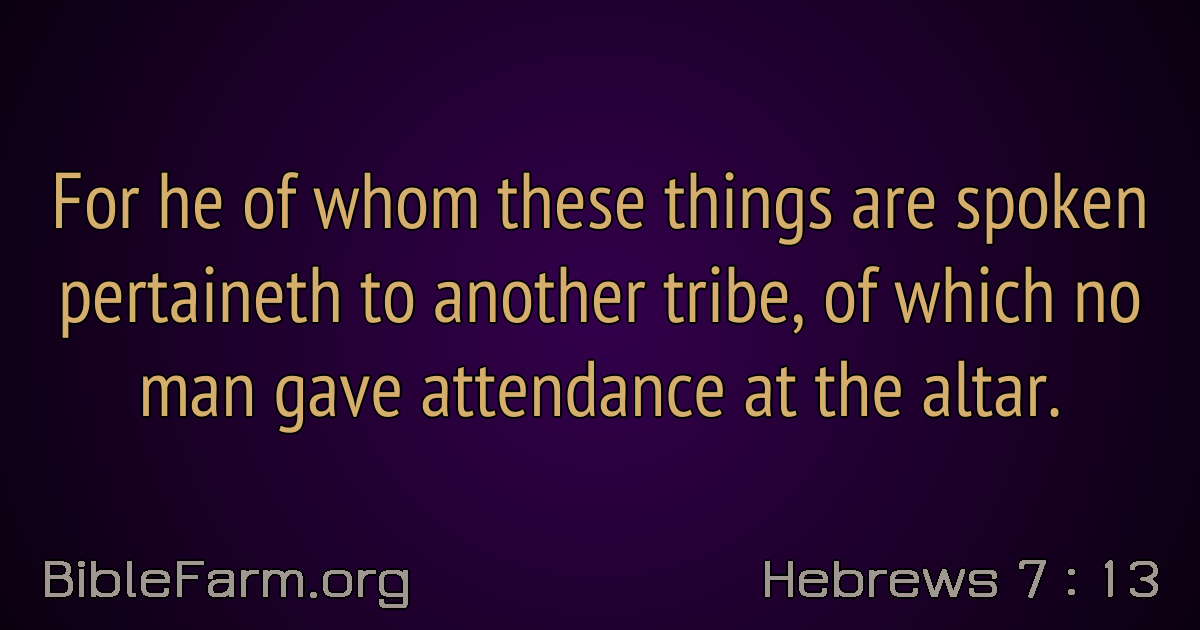 For he of whom these things are spoken
pertaineth to another tribe, of which no
man gave attendance at the altar.
BibleFarm.org
Hebrews 7 : 13